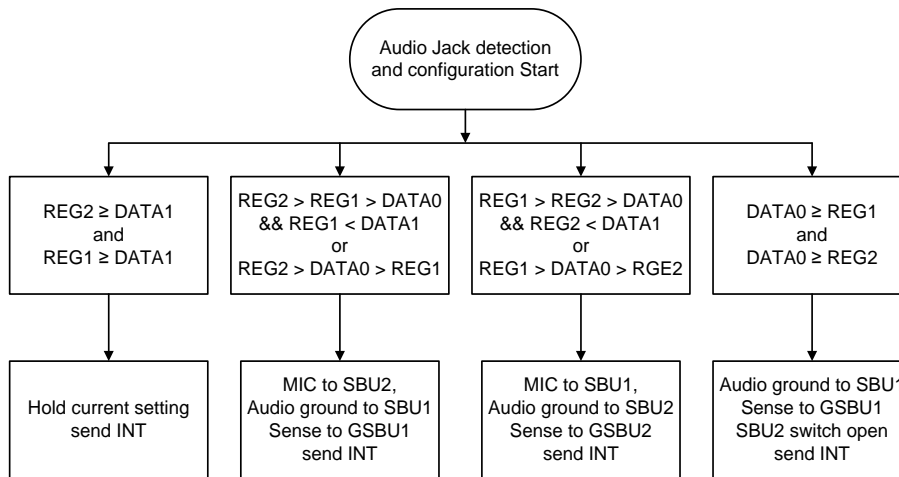 Audio Jack detection
and configuration Start
REG2 ≥ DATA1
and
REG1 ≥ DATA1
REG2 > REG1 > DATA0
&& REG1 < DATA1
or
REG2 > DATA0 > REG1
REG1 > REG2 > DATA0
&& REG2 < DATA1
or
REG1 > DATA0 > RGE2
DATA0 ≥ REG1
and
DATA0 ≥ REG2
Hold current setting
send INT
MIC to SBU2,
Audio ground to SBU1
Sense to GSBU1
send INT
MIC to SBU1,
Audio ground to SBU2
Sense to GSBU2
send INT
Audio ground to SBU1
Sense to GSBU1
SBU2 switch open
send INT